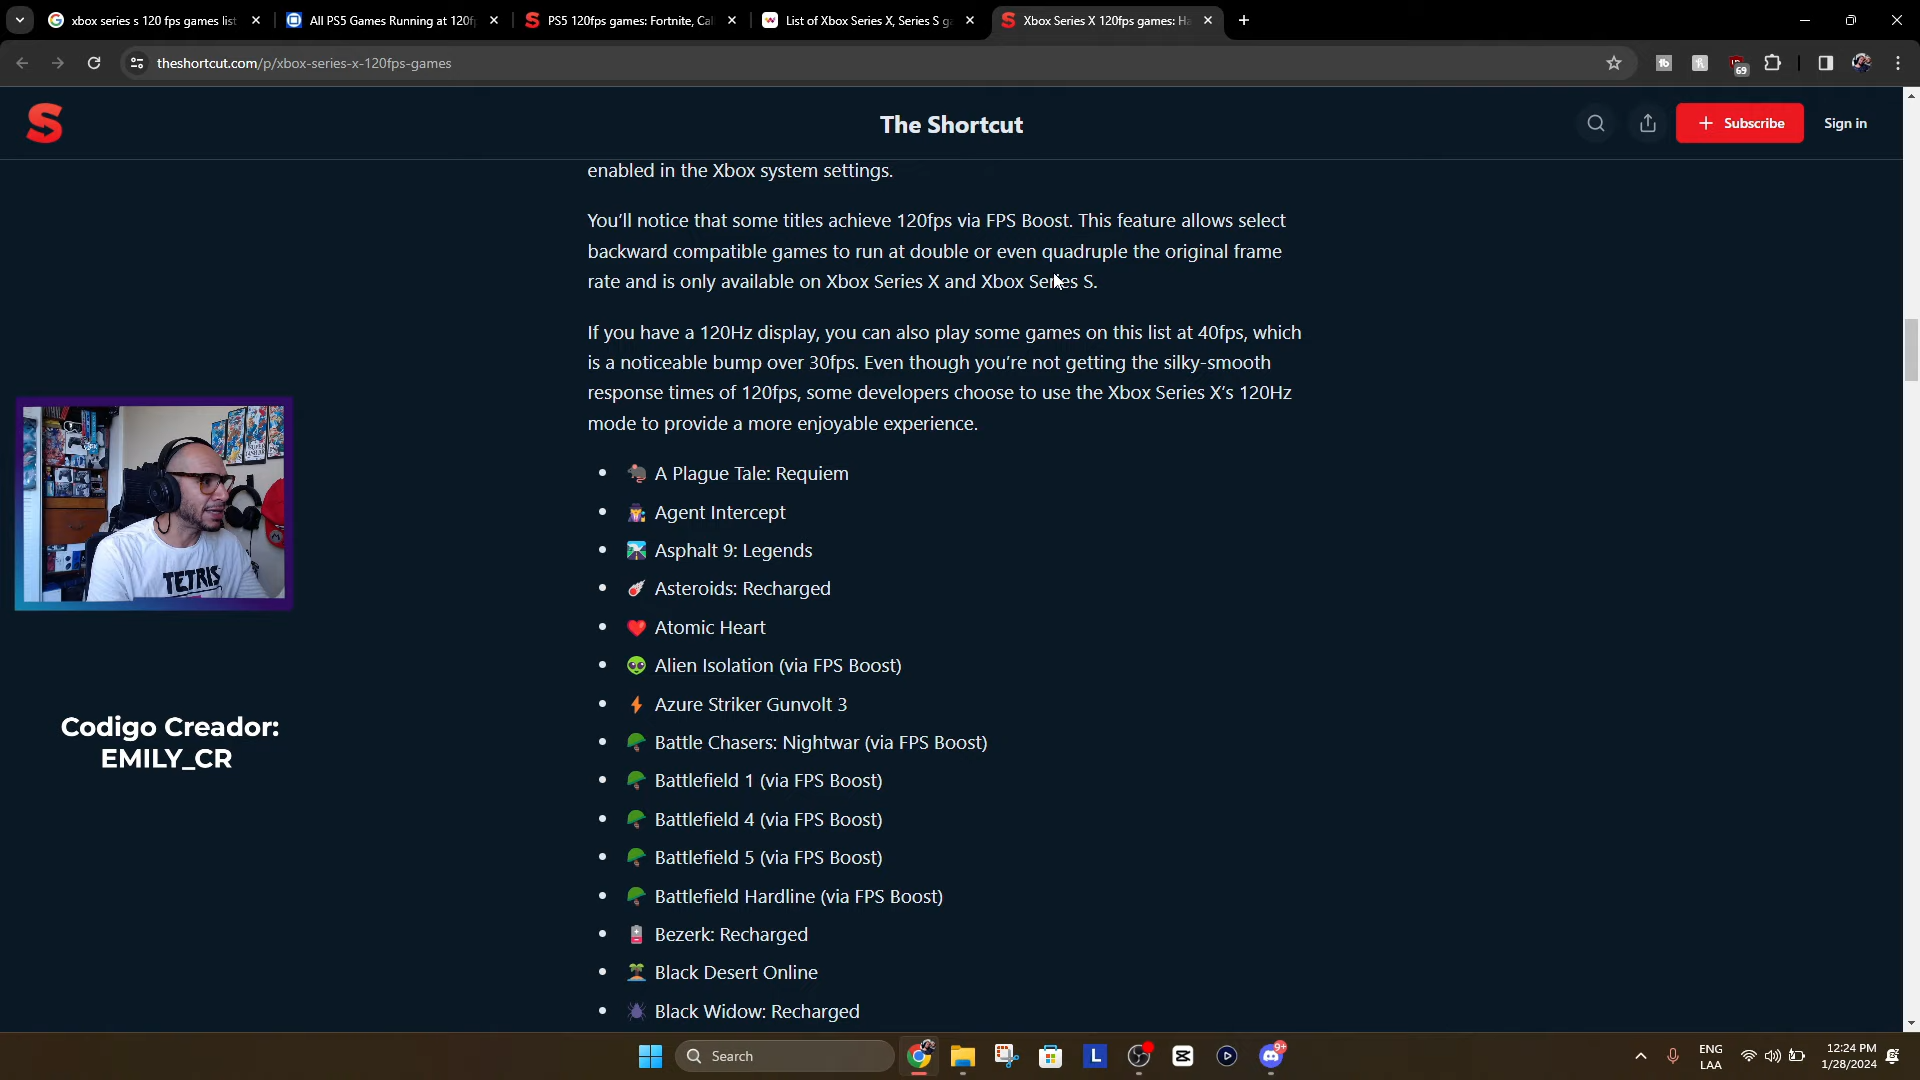 xbox series s 120 fps games list
All PS5 Games Running at 120f
PS5 120fps games: Fortnite, Cal
List of Xbox Series X, Series S g
Xbox Series X 120fps games: Ha
theshortcut.com/p/xbox-series-x-120fps-games
69
The Shortcut
Subscribe
Sign in
enabled in the Xbox system settings.
You'll notice that some titles achieve 120fps via FPS Boost. This feature allows select
backward compatible games to run at double or even quadruple the original frame
rate and is only available on Xbox Series X and Xbox Series S.
If you have a 120Hz display, you can also play some games on this list at 40fps, which
is a noticeable bump over 30fps. Even though you're not getting the silky-smooth
response times of 120fps, some developers choose to use the Xbox Series X's 120Hz
mode to provide a more enjoyable experience.
A Plague Tale: Requiem
Agent Intercept
Asphalt 9: Legends
Asteroids: Recharged
Atomic Heart
Alien Isolation (via FPS Boost)
Azure Striker Gunvolt 3
Battle Chasers: Nightwar (via FPS Boost)
Battlefield 1 (via FPS Boost)
Battlefield 4 (via FPS Boost)
Battlefield 5 (via FPS Boost)
Battlefield Hardline (via FPS Boost)
Bezerk: Recharged
Black Desert Online
Black Widow: Recharged
TETRIS
Codigo Creador:
EMILY_CR
Search
L
9+
ENG
LAA
12:24 PM
1/28/2024